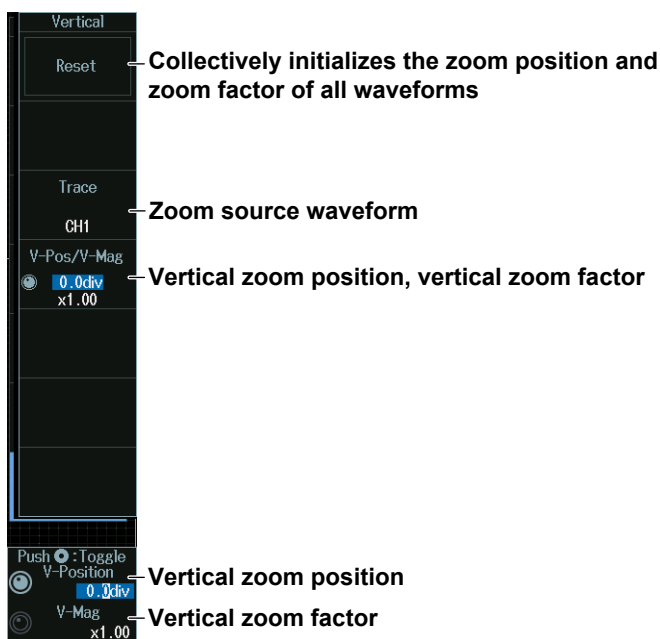 Vertical
Reset
Collectively initializes the zoom position and
zoom factor of all waveforms
Trace
CH1
Zoom source waveform
V-Pos/V-Mag
0.0div
x1.00
Vertical zoom position, vertical zoom factor
Push :Toggle
V-Position
0.0div
Vertical zoom position
V-Mag
x1.00
Vertical zoom factor